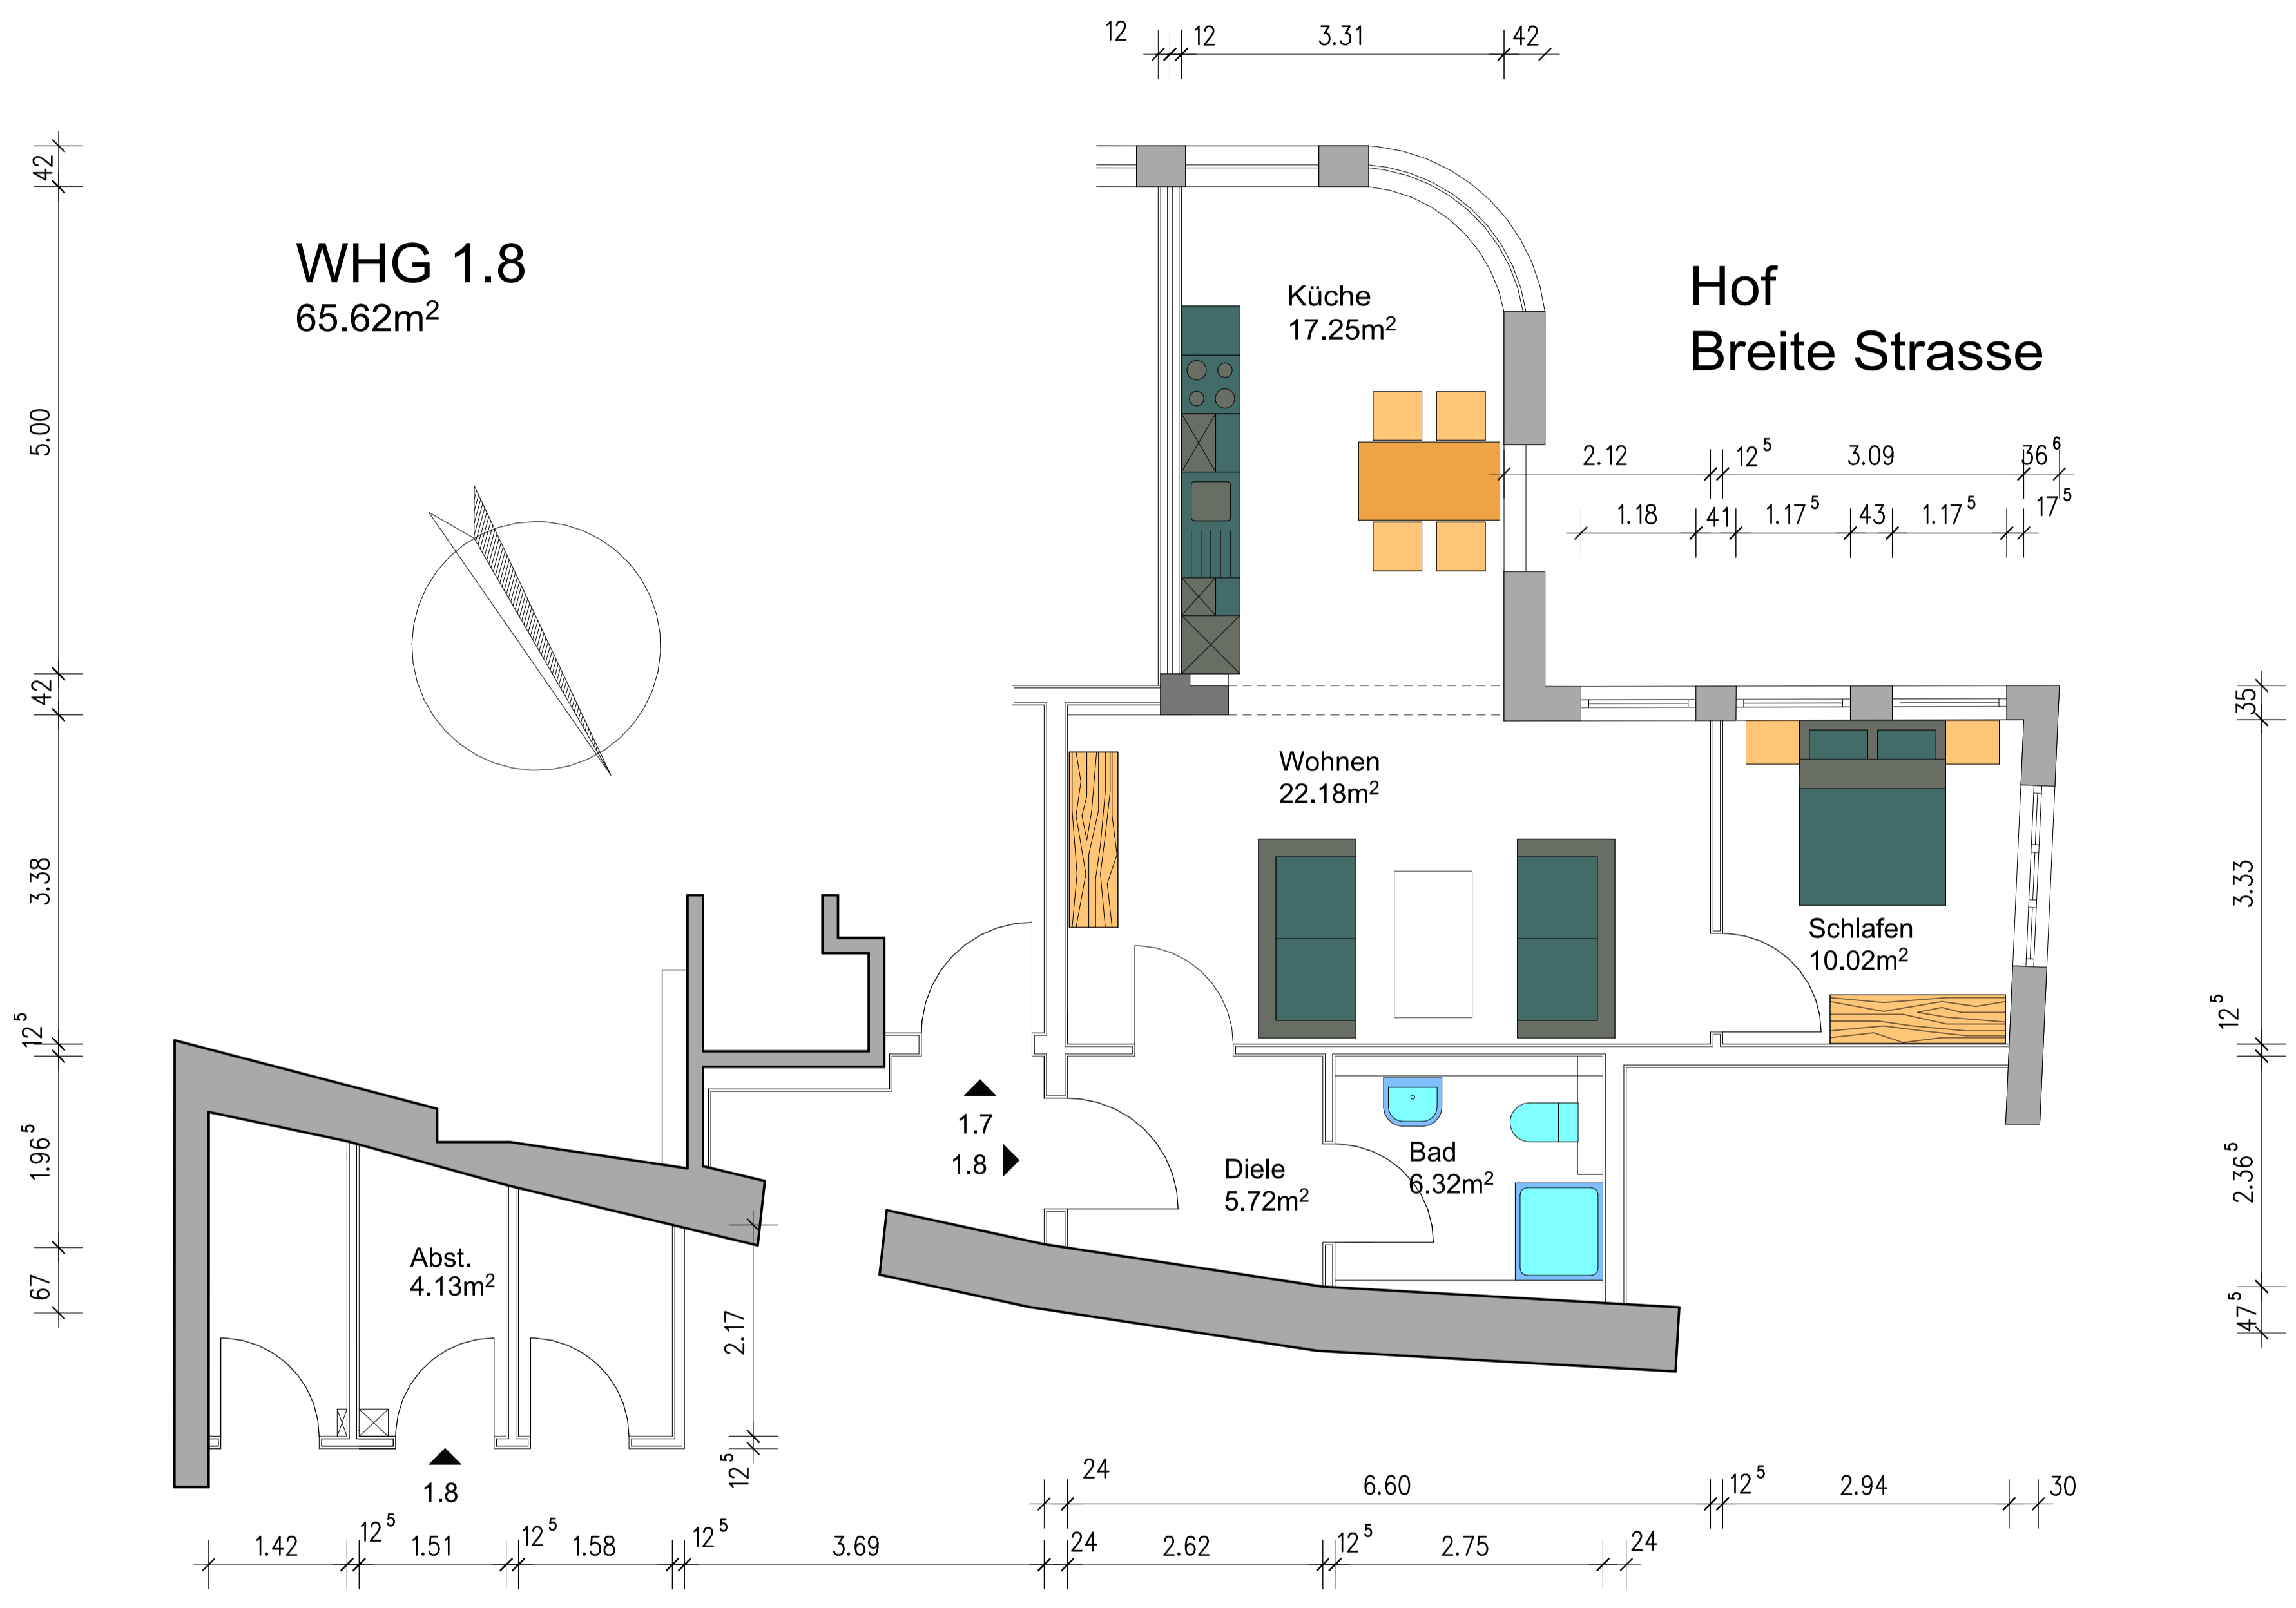 12 12 3.31 42
42
WHG 1.8
65.62m²
Hof
Breite Strasse
Küche
17.25m²
5.00
2.12 12⁵ 3.09 36⁶
1.18 41 1.17⁵ 43 1.17⁵ 17⁵
42
35
Wohnen
22.18m²
3.38
3.33
Schlafen
10.02m²
12⁵
12⁵
1.7
1.8
Diele
5.72m²
Bad
6.32m²
1.96⁵
2.36⁵
Abst.
4.13m²
67
47⁵
2.17
12⁵
1.8
24 6.60 12⁵ 2.94 30
1.42 12⁵ 1.51 12⁵ 1.58 12⁵ 3.69 24 2.62 12⁵ 2.75 24